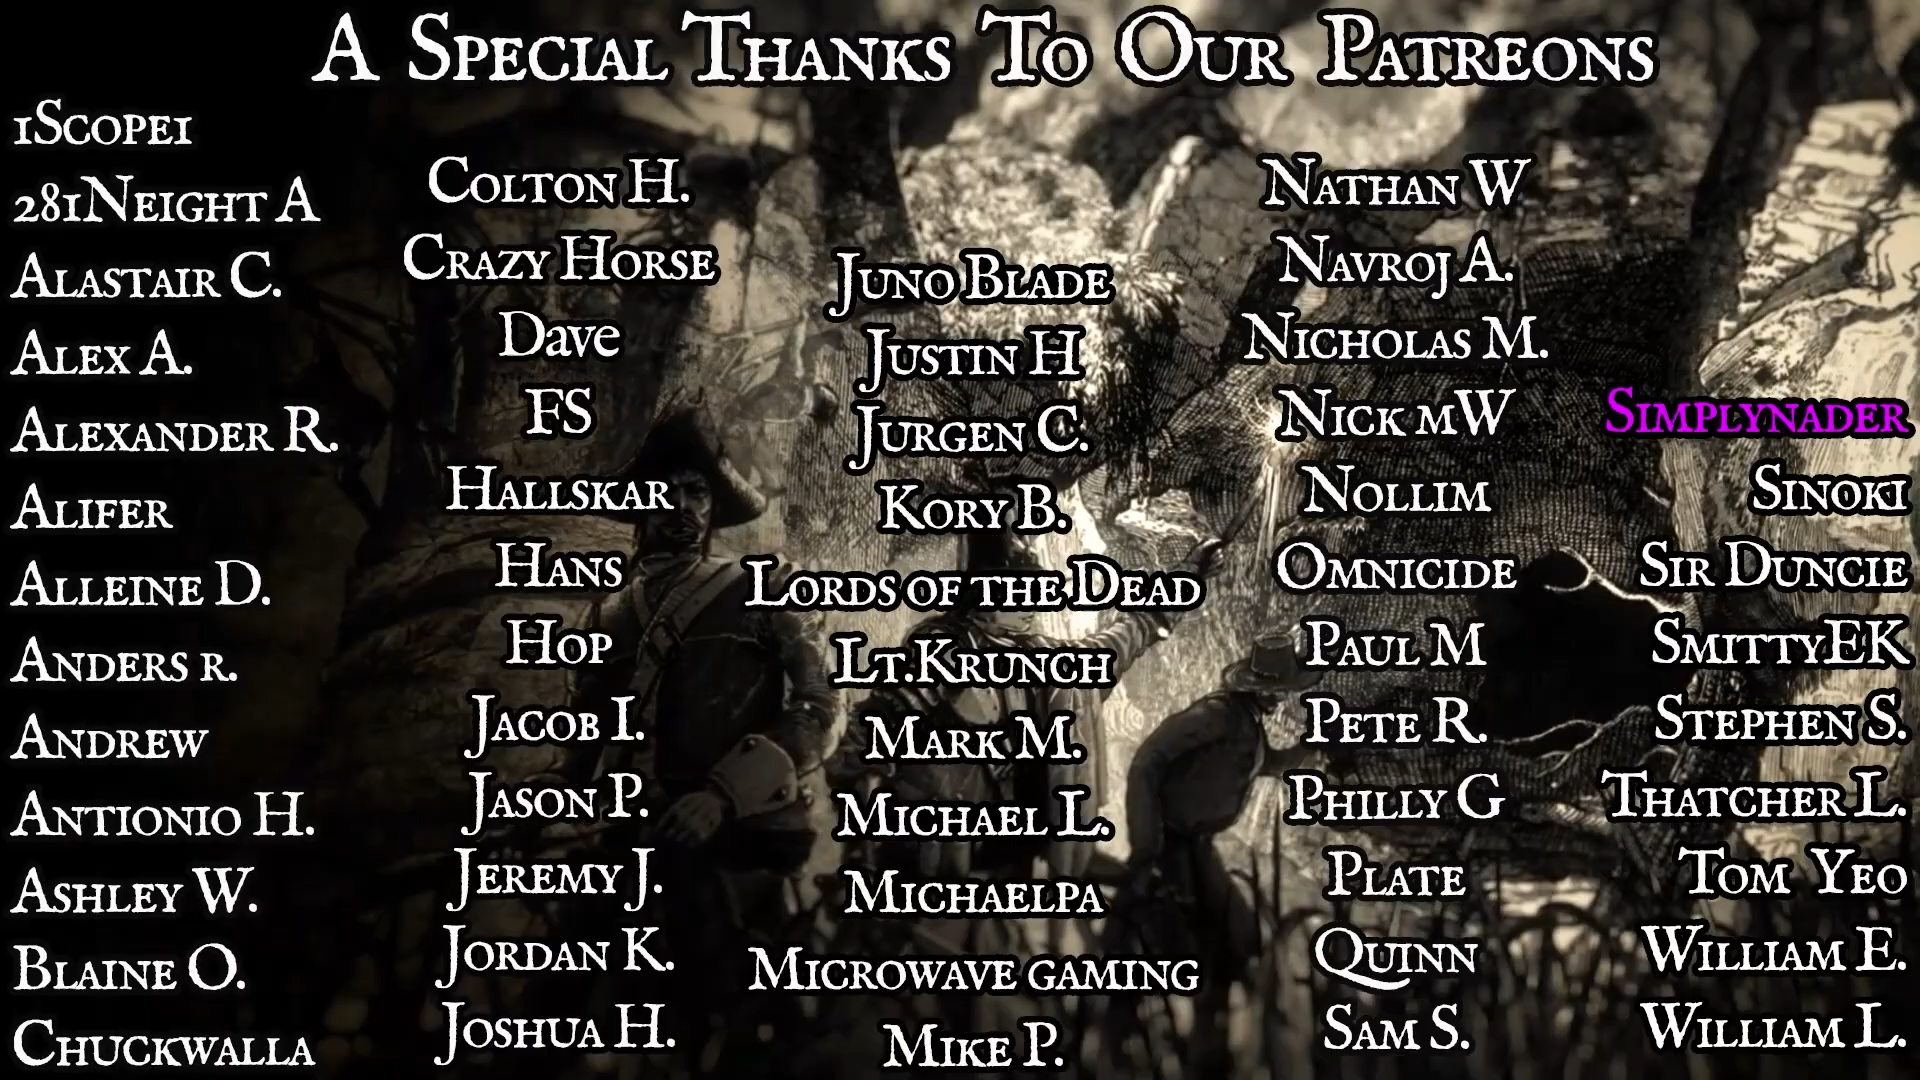 A Special Thanks To Our Patreons
1Scope1
281Neight A
Alastair C.
Alex A.
Alexander R.
Alifer
Alleine D.
Anders r.
Andrew
Antionio H.
Ashley W.
Blaine O.
Chuckwalla
Colton H.
Crazy Horse
Dave
FS
Hallskar
Hans
Hop
Jacob I.
Jason P.
Jeremy J.
Jordan K.
Joshua H.
Juno Blade
Justin H
Jurgen C.
Kory B.
Lords of the Dead
Lt.Krunch
Mark M.
Michael L.
Michaelpa
Microwave gaming
Mike P.
Nathan W
Navroj A.
Nicholas M.
Nick mW
Nollim
Omnicide
Paul M
Pete R.
Philly G
Plate
Quinn
Sam S.
Simplynader
Sinoki
Sir Duncie
SmittyEK
Stephen S.
Thatcher L.
Tom Yeo
William E.
William L.